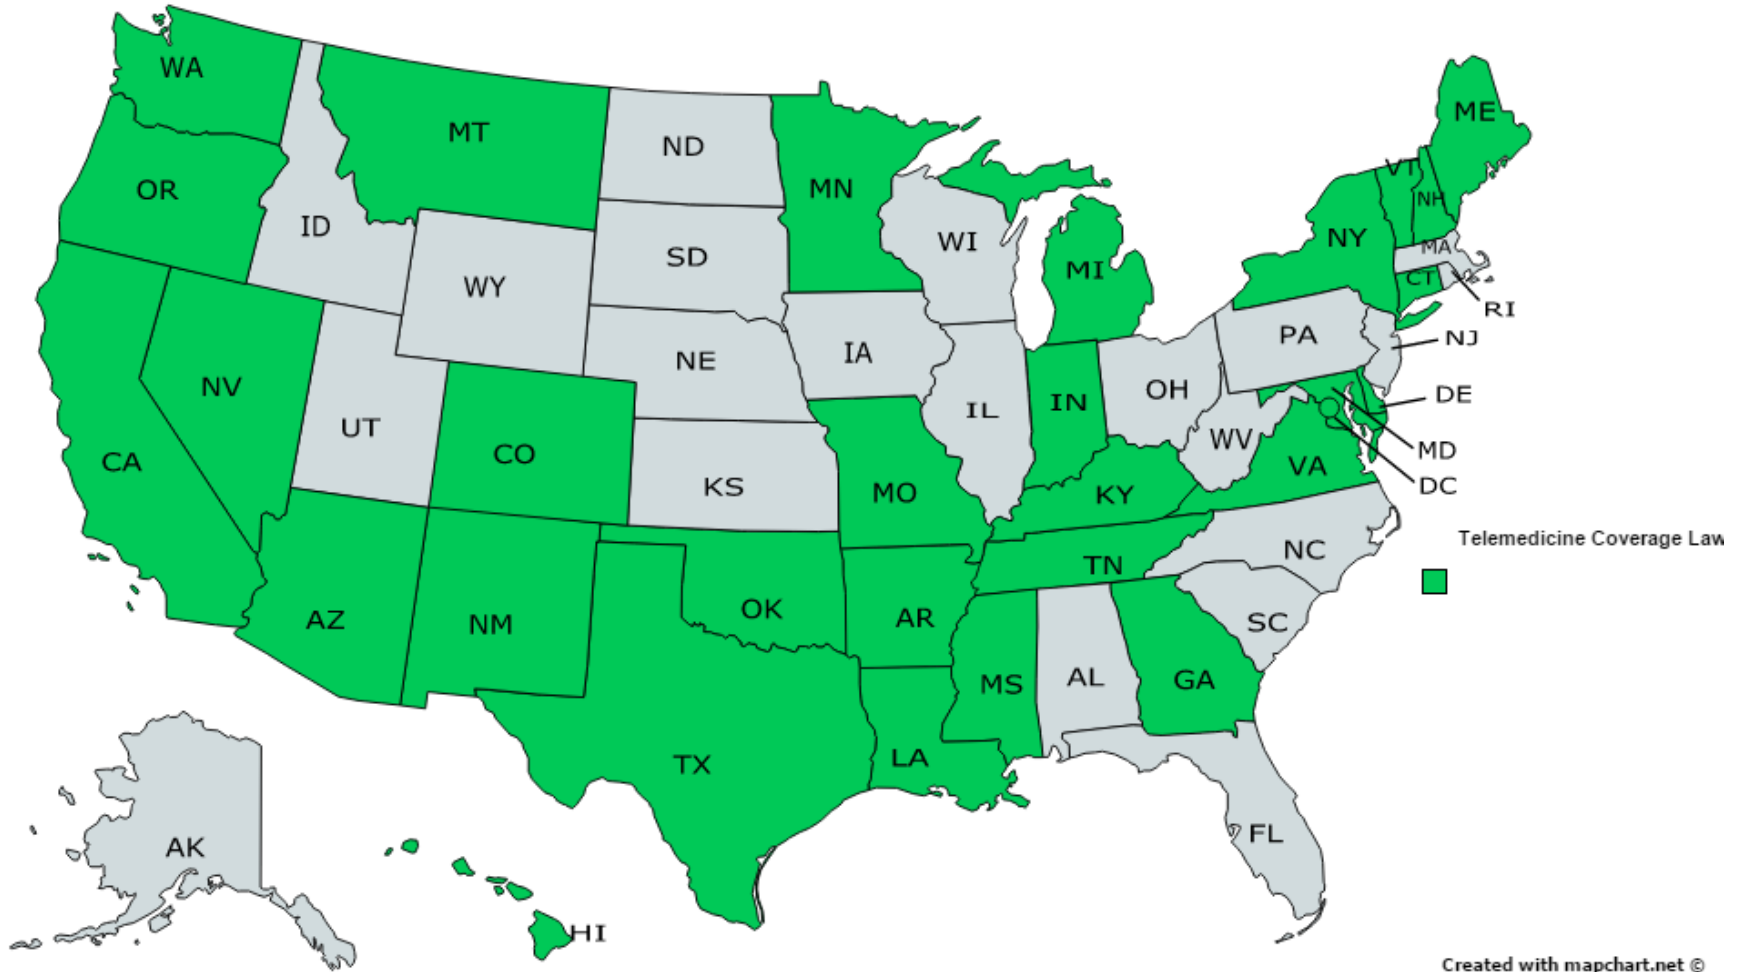 WA
MT
ND
MN
ME
VT
NH
OR
ID
SD
WI
MI
NY
MA
CT
RI
WY
NE
IA
PA
NJ
NV
UT
CO
KS
MO
IL
IN
OH
WV
VA
DE
MD
DC
CA
KY
AZ
NM
OK
AR
TN
NC
SC
Telemedicine Coverage Law
TX
LA
MS
AL
GA
FL
AK
HI
Created with mapchart.net ©